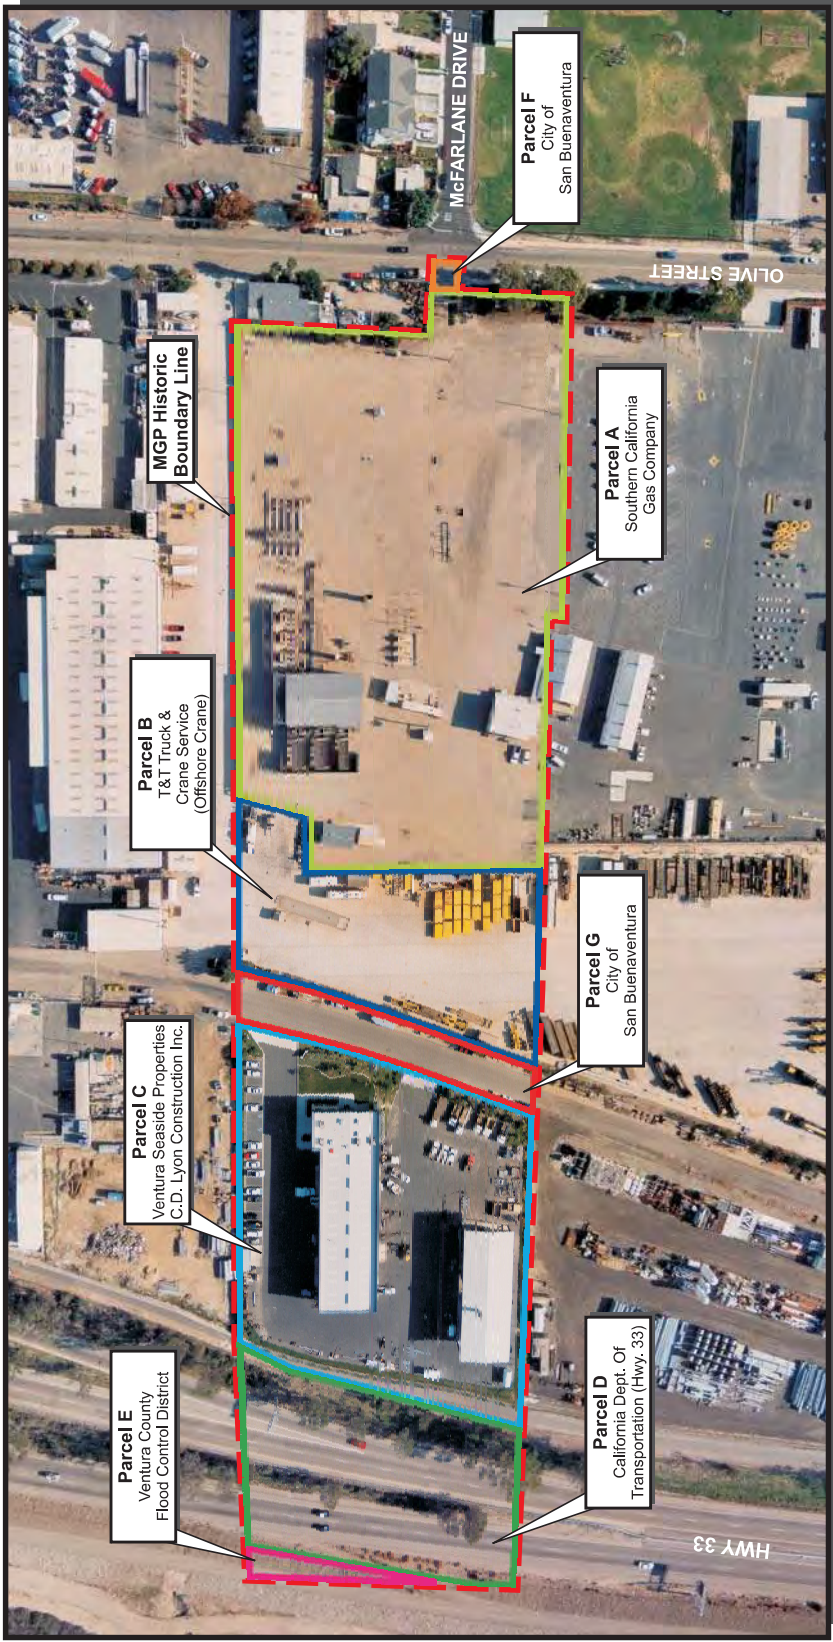 McFARLANE DRIVE
Parcel F
City of
San Buenaventura
OLIVE STREET
MGP Historic
Boundary Line
Parcel A
Southern California
Gas Company
Parcel B
T&T Truck &
Crane Service
(Offshore Crane)
Parcel G
City of
San Buenaventura
Parcel C
Ventura Seaside Properties
C.D. Lyon Construction Inc.
Parcel D
California Dept. Of
Transportation (Hwy. 33)
Parcel E
Ventura County
Flood Control District
HWY 33